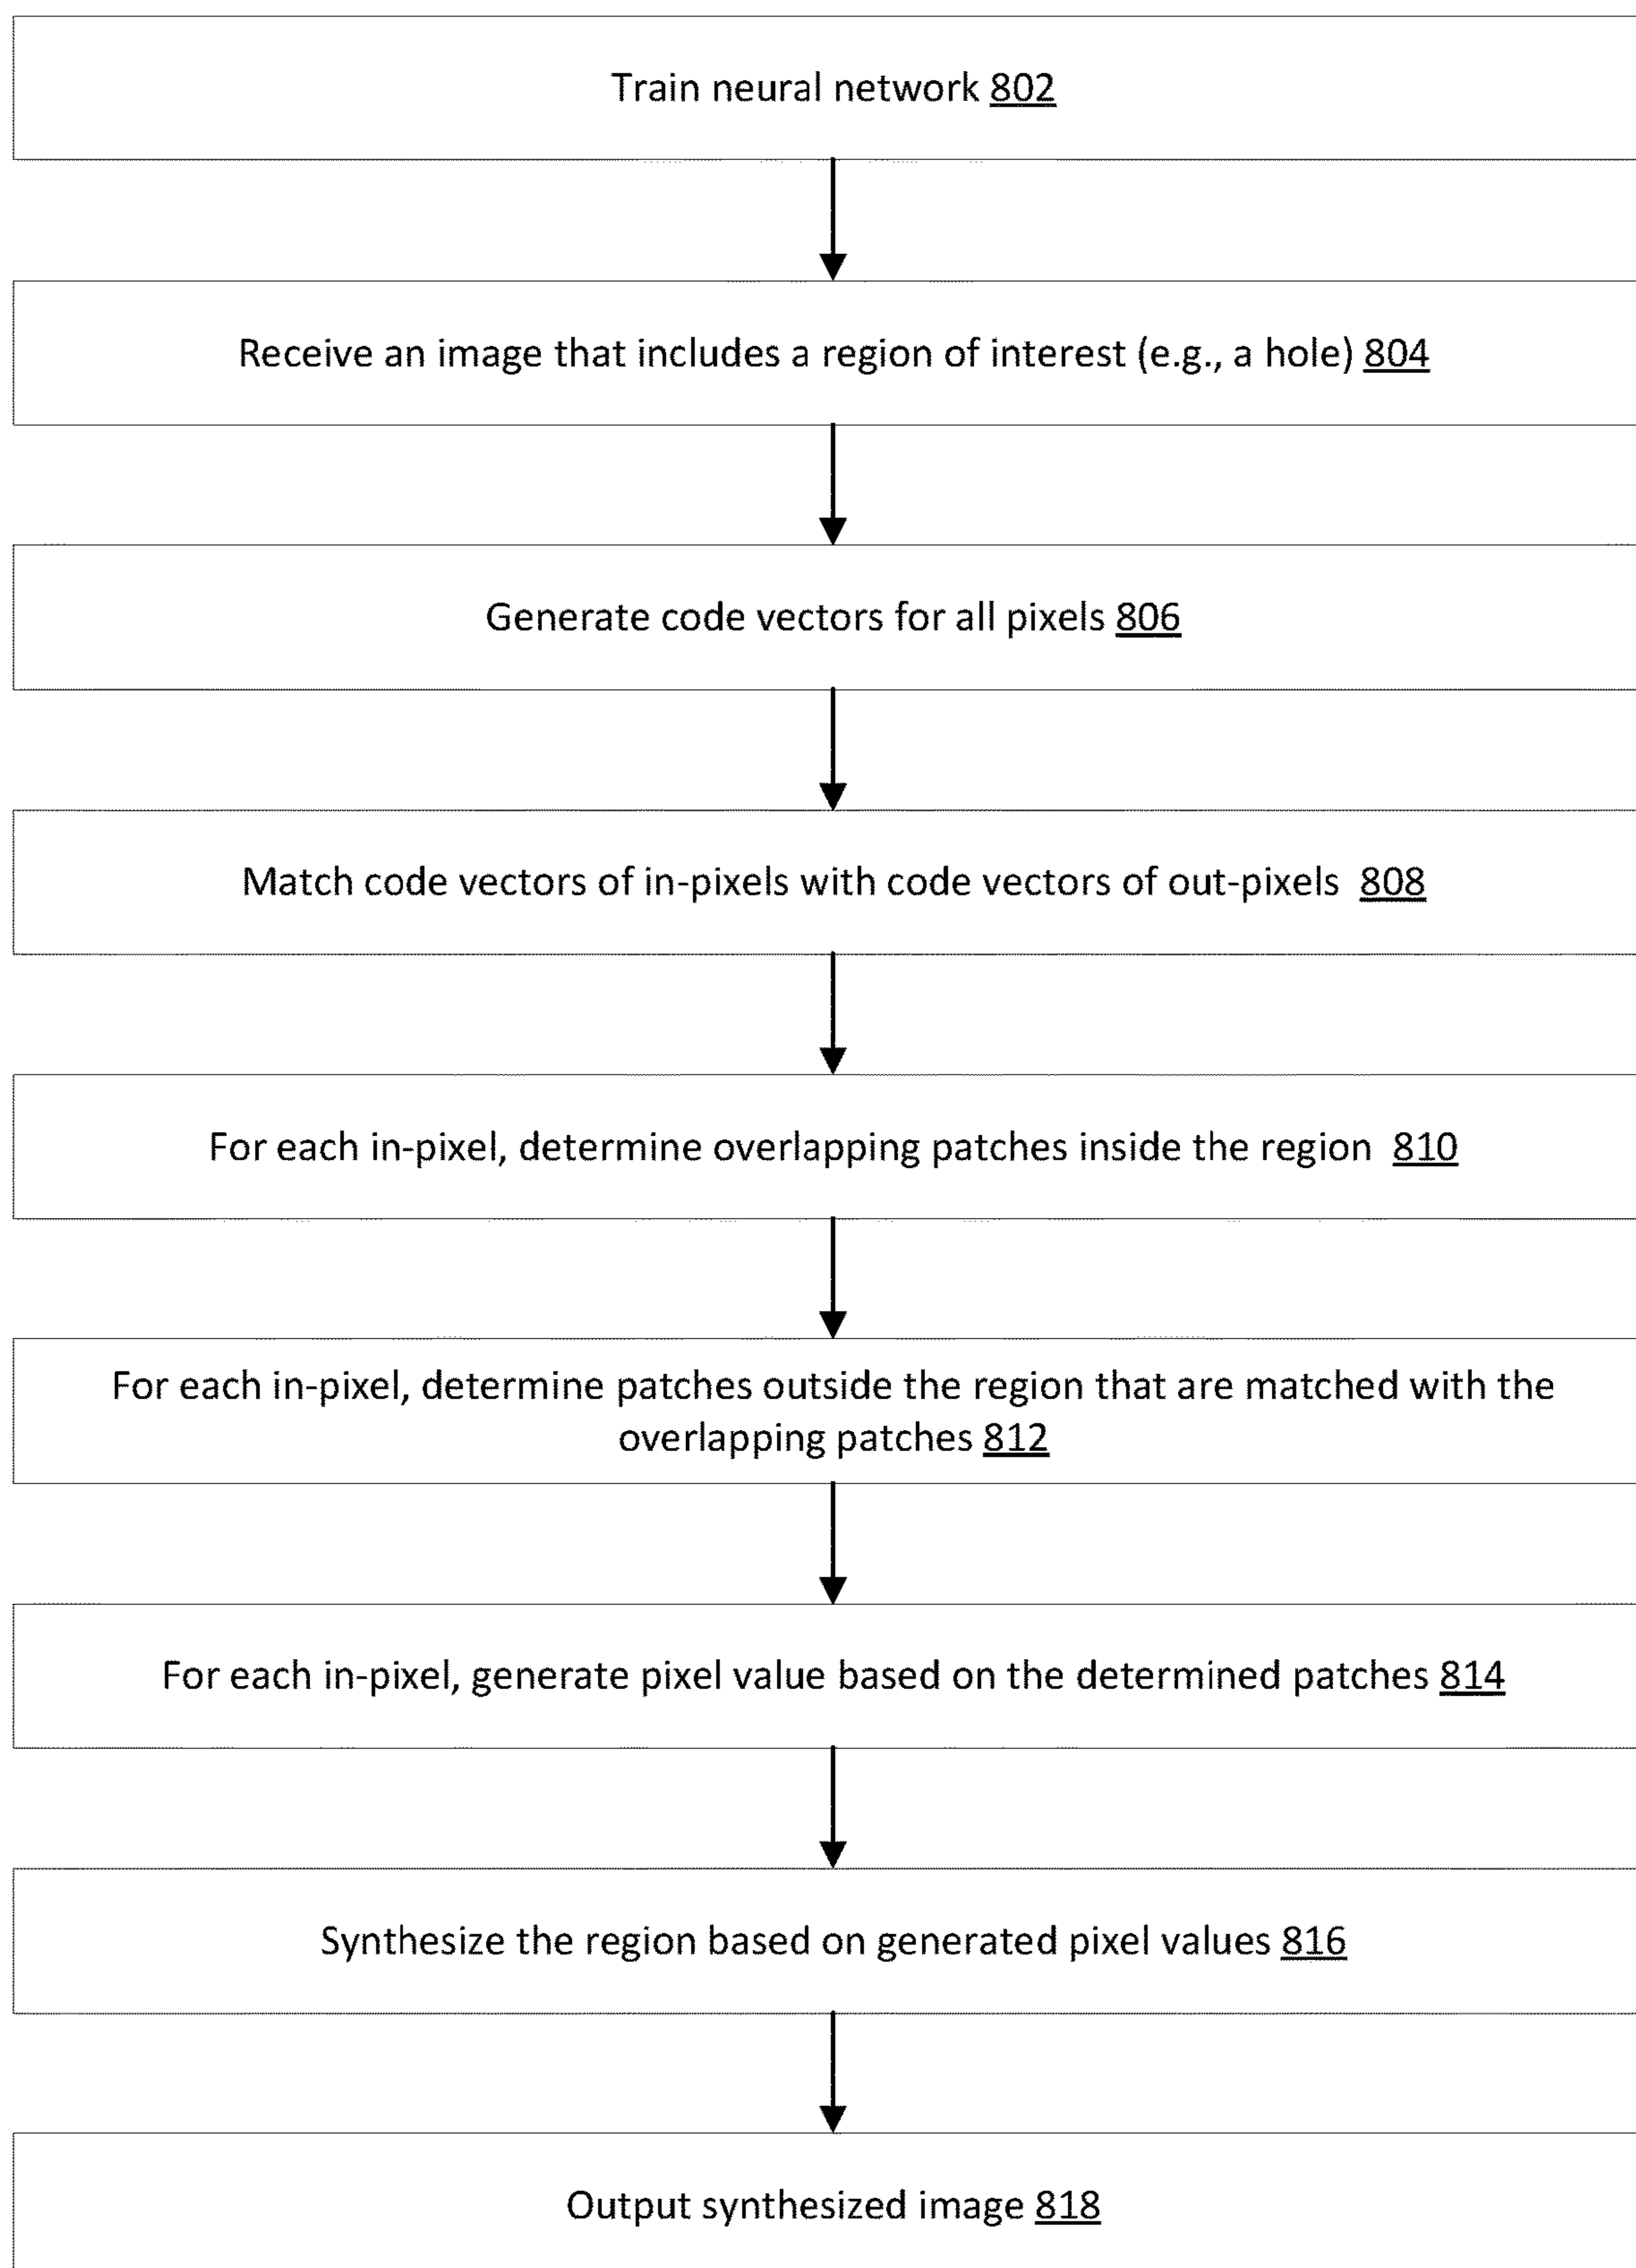 Train neural network 802
Receive an image that includes a region of interest (e.g., a hole) 804
Generate code vectors for all pixels 806
Match code vectors of in-pixels with code vectors of out-pixels 808
For each in-pixel, determine overlapping patches inside the region 810
For each in-pixel, determine patches outside the region that are matched with the
overlapping patches 812
For each in-pixel, generate pixel value based on the determined patches 814
Synthesize the region based on generated pixel values 816
Output synthesized image 818